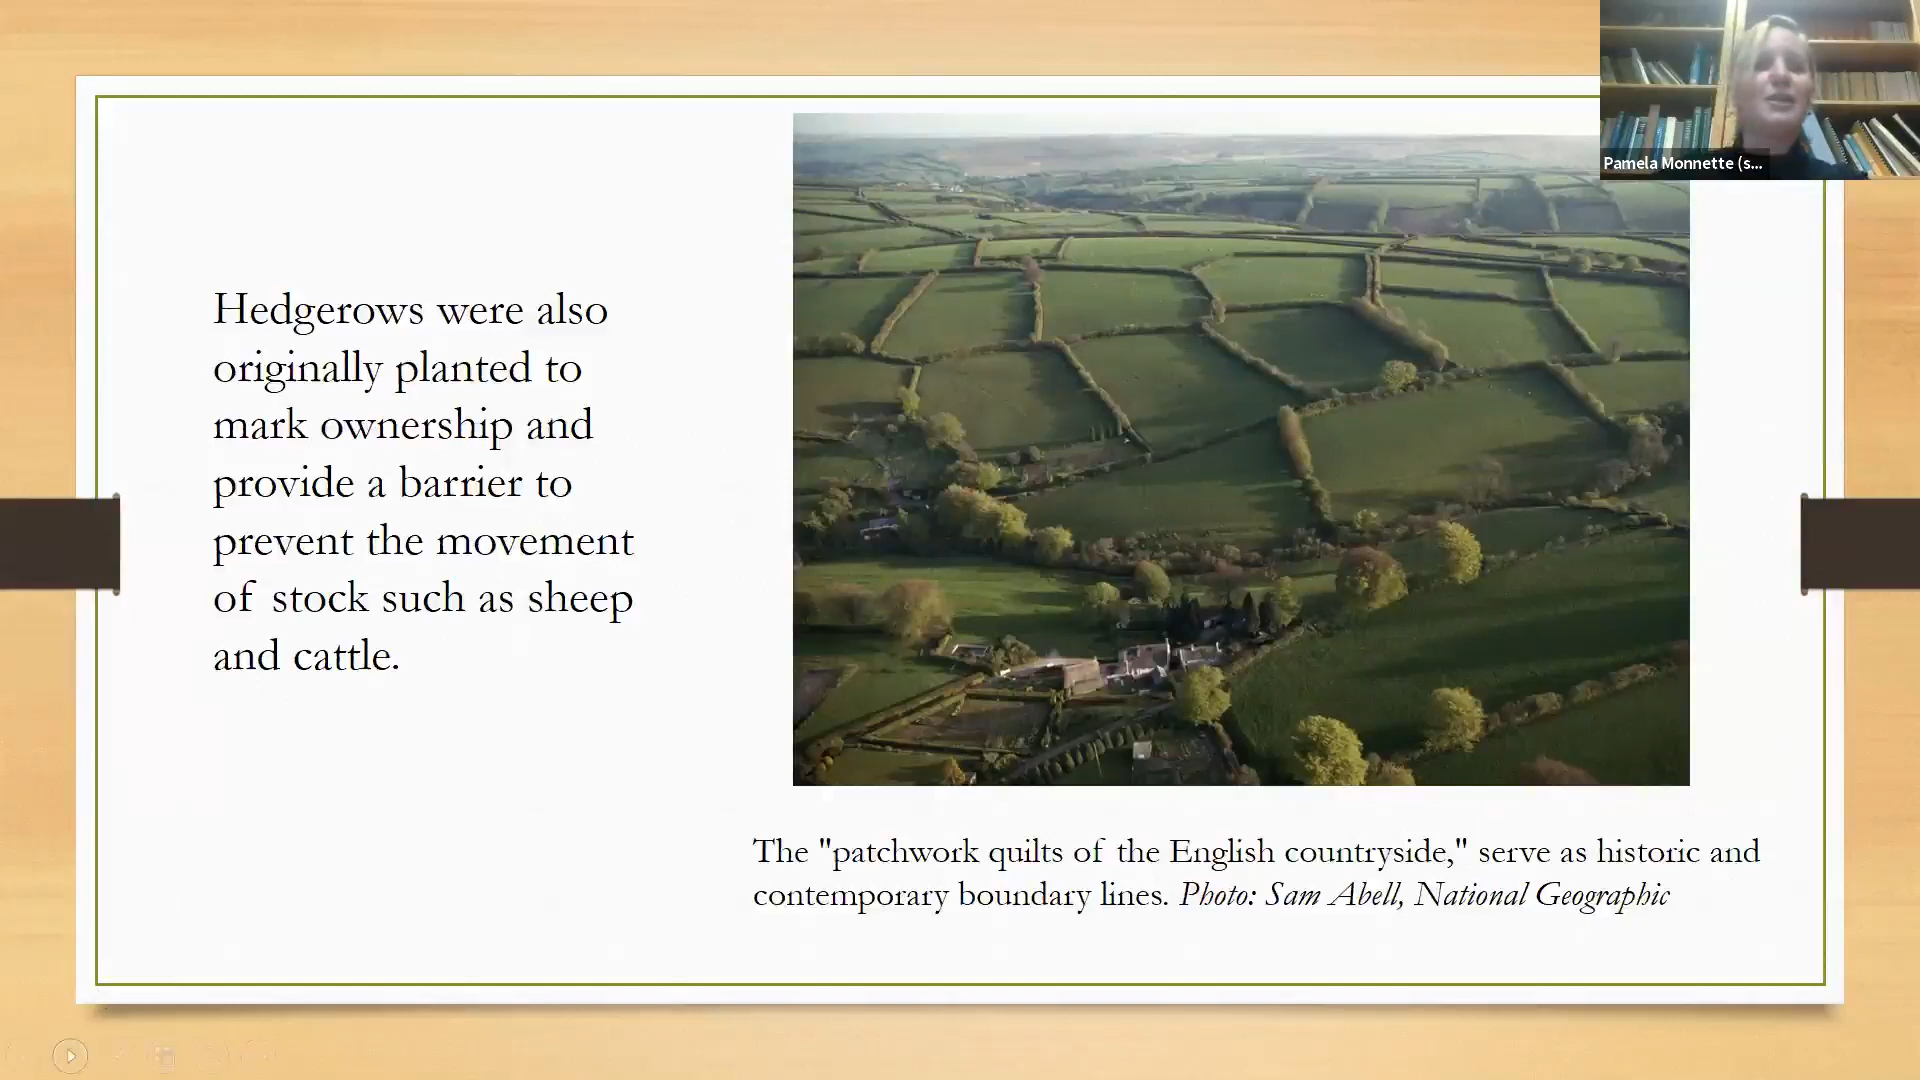 Pamela Monnette (s...
Hedgerows were also
originally planted to
mark ownership and
provide a barrier to
prevent the movement
of stock such as sheep
and cattle.
The "patchwork quilts of the English countryside," serve as historic and
contemporary boundary lines. Photo: Sam Abell, National Geographic